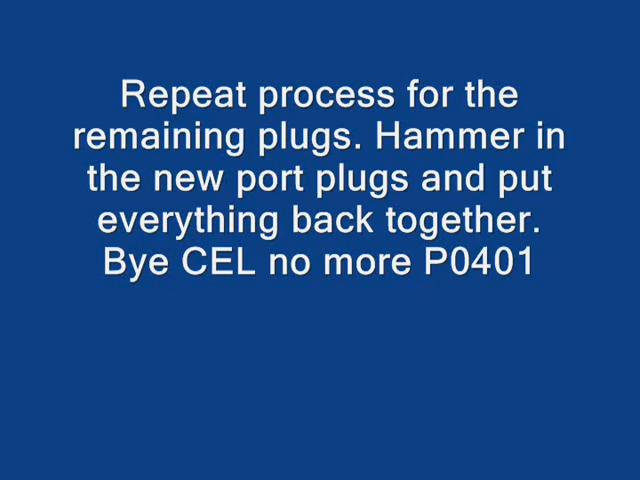 Repeat process for the
remaining plugs. Hammer in
the new port plugs and put
everything back together.
Bye CEL no more P0401